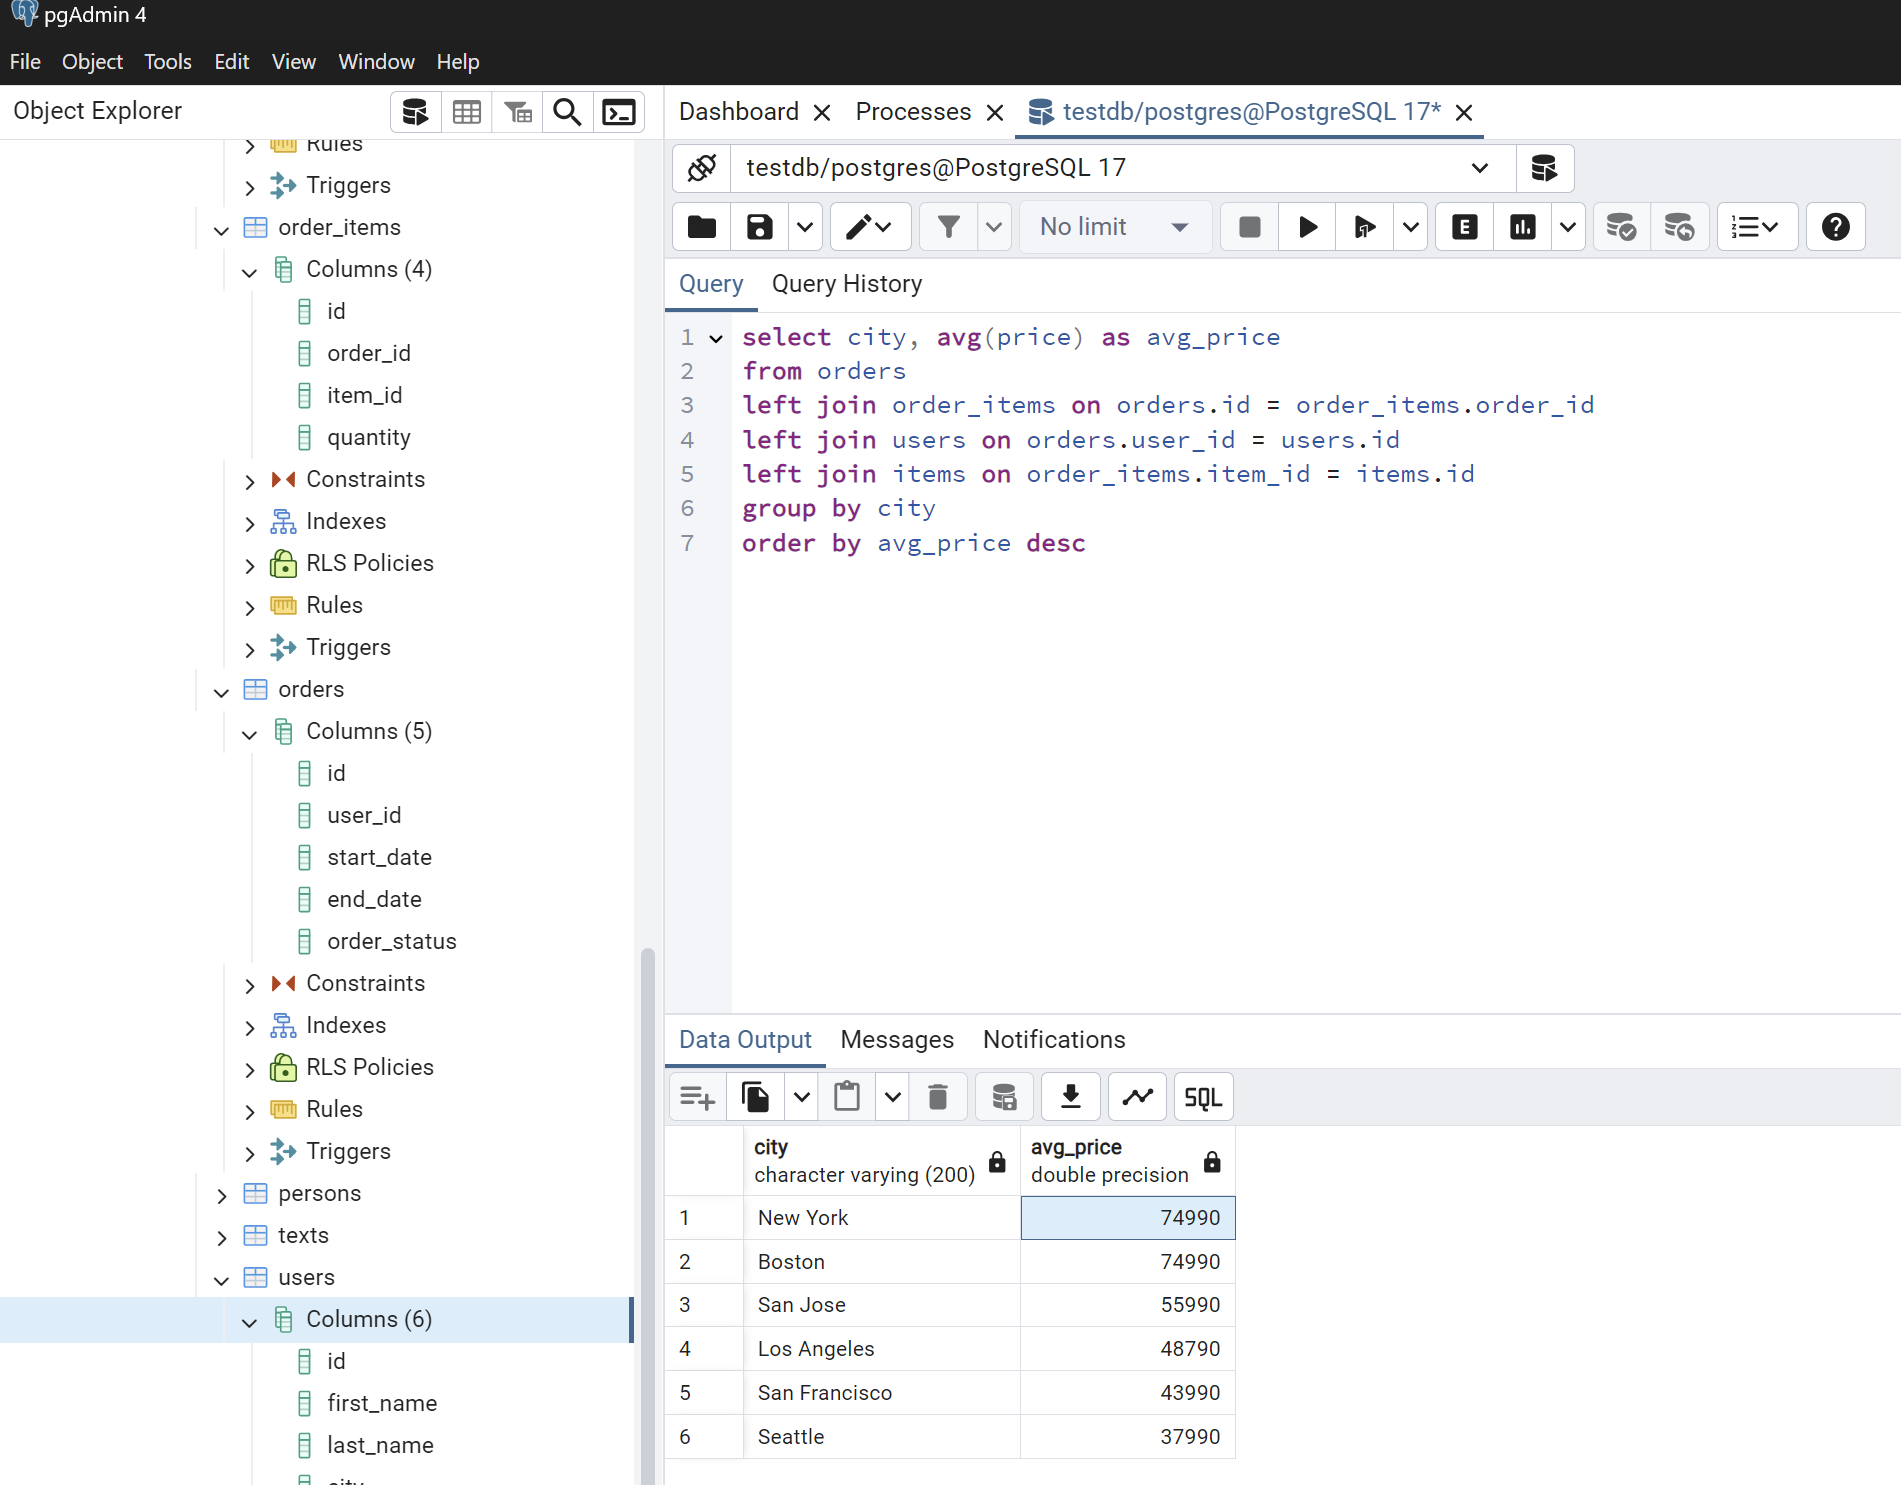 pgAdmin 4
File Object Tools Edit View Window Help
Object Explorer
Rules
Triggers
order_items
Columns (4)
id
order_id
item_id
quantity
Constraints
Indexes
RLS Policies
Rules
Triggers
orders
Columns (5)
id
user_id
start_date
end_date
order_status
Constraints
Indexes
RLS Policies
Rules
Triggers
persons
texts
users
Columns (6)
id
first_name
last_name
city
Dashboard Processes testdb/postgres@PostgreSQL 17*
testdb/postgres@PostgreSQL 17
No limit E
Query Query History
1 select city, avg(price) as avg_price
2 from orders
3 left join order_items on orders.id = order_items.order_id
4 left join users on orders.user_id = users.id
5 left join items on order_items.item_id = items.id
6 group by city
7 order by avg_price desc
Data Output Messages Notifications
SQL
city avg_price
character varying (200) double precision
1 New York 74990
2 Boston 74990
3 San Jose 55990
4 Los Angeles 48790
5 San Francisco 43990
6 Seattle 37990